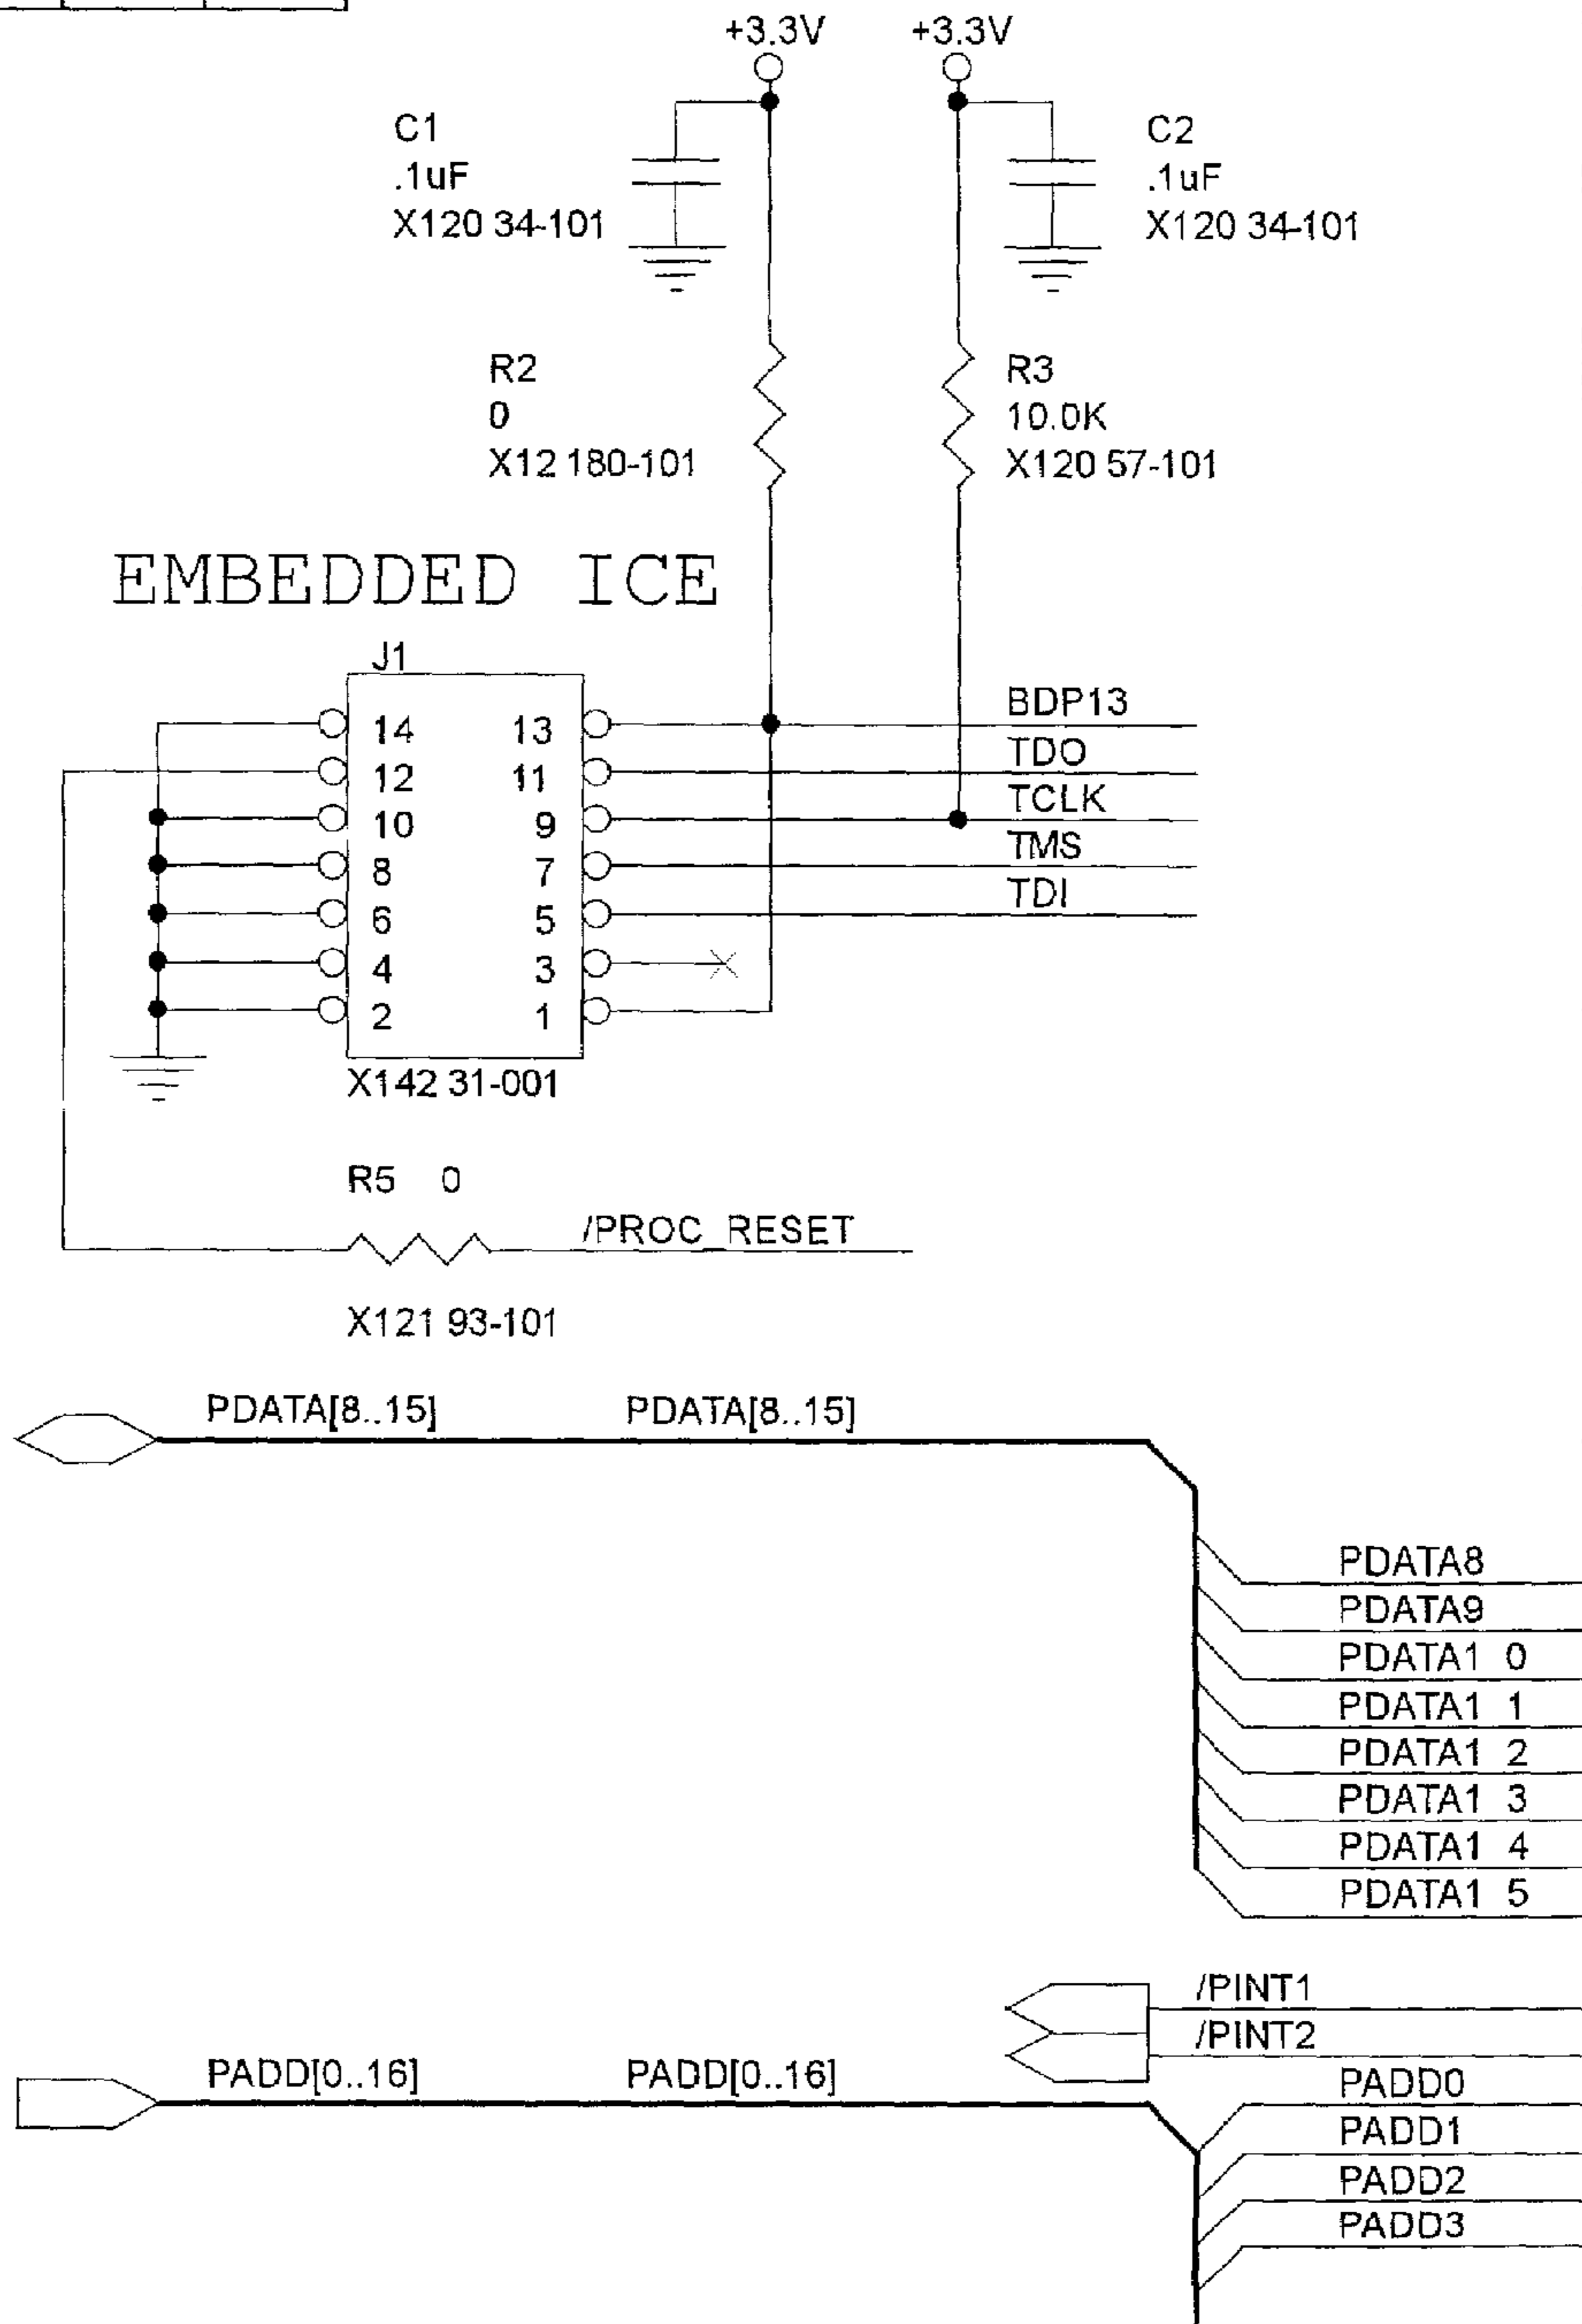 +3.3V +3.3V
C1
.1uF
X120 34-101
C2
.1uF
X120 34-101
R2
0
X12 180-101
R3
10.0K
X120 57-101
EMBEDDED ICE
J1
14 13 BDP13
12 11 TDO
10 9 TCLK
8 7 TMS
6 5 TDI
4 3
2 1
X142 31-001
R5 0
/PROC_RESET
X121 93-101
PDATA[8..15] PDATA[8..15]
PDATA8
PDATA9
PDATA1 0
PDATA1 1
PDATA1 2
PDATA1 3
PDATA1 4
PDATA1 5
/PINT1
/PINT2
PADD[0..16] PADD[0..16]
PADD0
PADD1
PADD2
PADD3